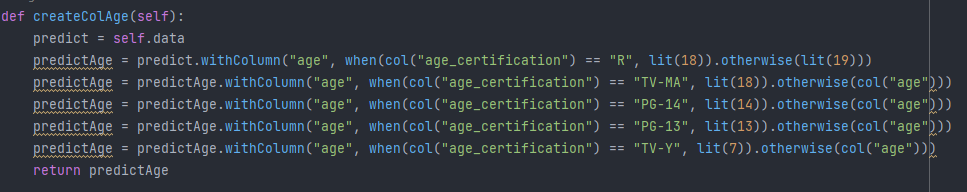 def createColAge(self):
    predict = self.data
    predictAge = predict.withColumn("age", when(col("age_certification") == "R", lit(18)).otherwise(lit(19)))
    predictAge = predictAge.withColumn("age", when(col("age_certification") == "TV-MA", lit(18)).otherwise(col("age")))
    predictAge = predictAge.withColumn("age", when(col("age_certification") == "PG-14", lit(14)).otherwise(col("age")))
    predictAge = predictAge.withColumn("age", when(col("age_certification") == "PG-13", lit(13)).otherwise(col("age")))
    predictAge = predictAge.withColumn("age", when(col("age_certification") == "TV-Y", lit(7)).otherwise(col("age")))
    return predictAge